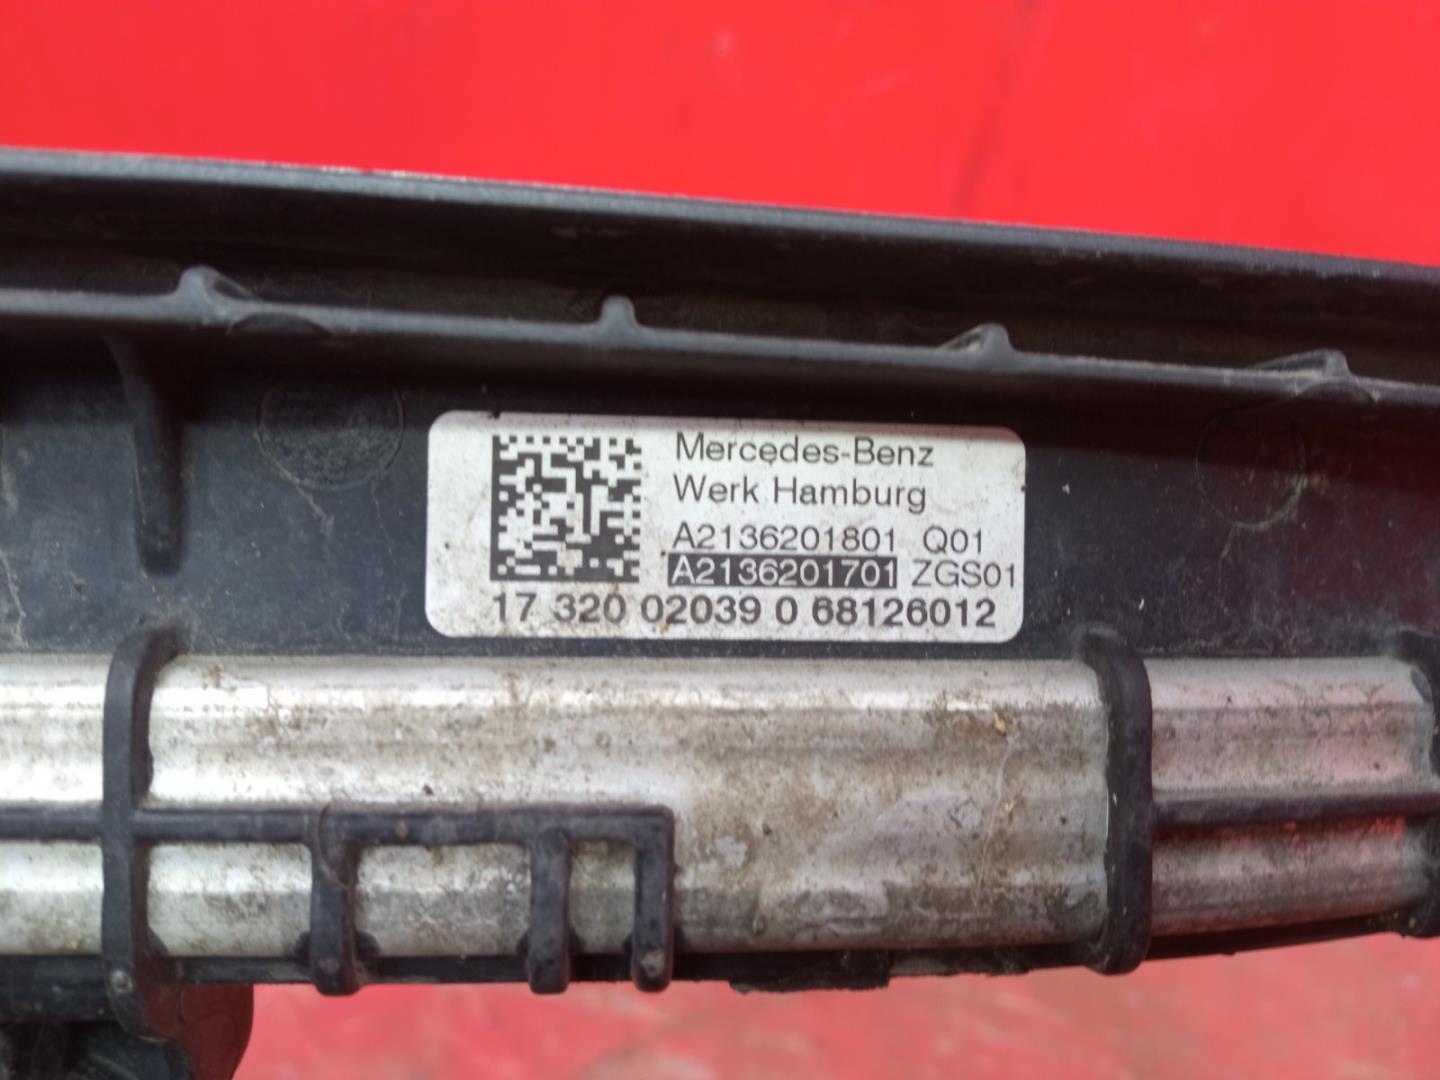 Mercedes-Benz
Werk Hamburg
A2136201801 Q01
A2136201701 ZGS01
17 320 02039 0 68126012